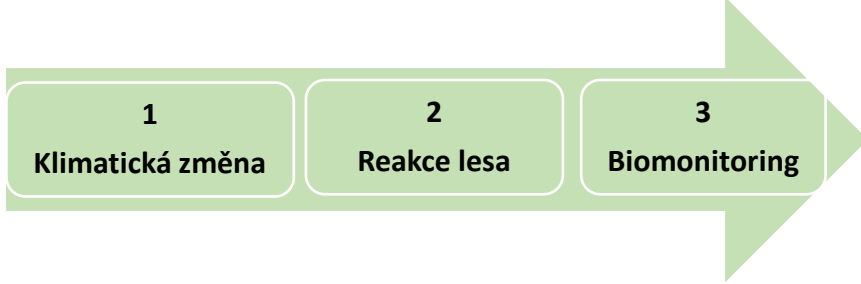 1
Klimatická změna
2
Reakce lesa
3
Biomonitoring